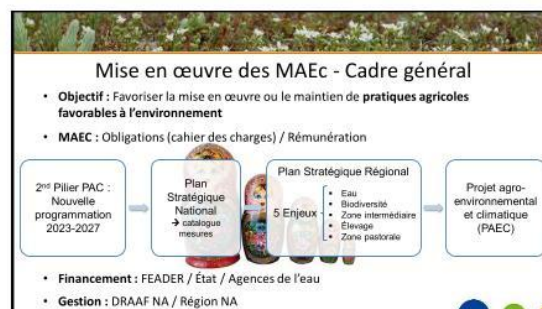 Mise en œuvre des MAEc - Cadre général
• Objectif : Favoriser la mise en œuvre ou le maintien de pratiques agricoles
favorables à l'environnement
• MAEC : Obligations (cahier des charges) / Rémunération
2nd Pilier PAC :
Nouvelle
programmation
2023-2027
Plan
Stratégique
National
→ catalogue
mesures
Plan Stratégique Régional
5 Enjeux
• Eau
• Biodiversité
• Zone intermédiaire
• Élevage
• Zone pastorale
Projet agro-
environnemental
et climatique
(PAEC)
• Financement : FEADER / État / Agences de l'eau
• Gestion : DRAAF NA / Région NA